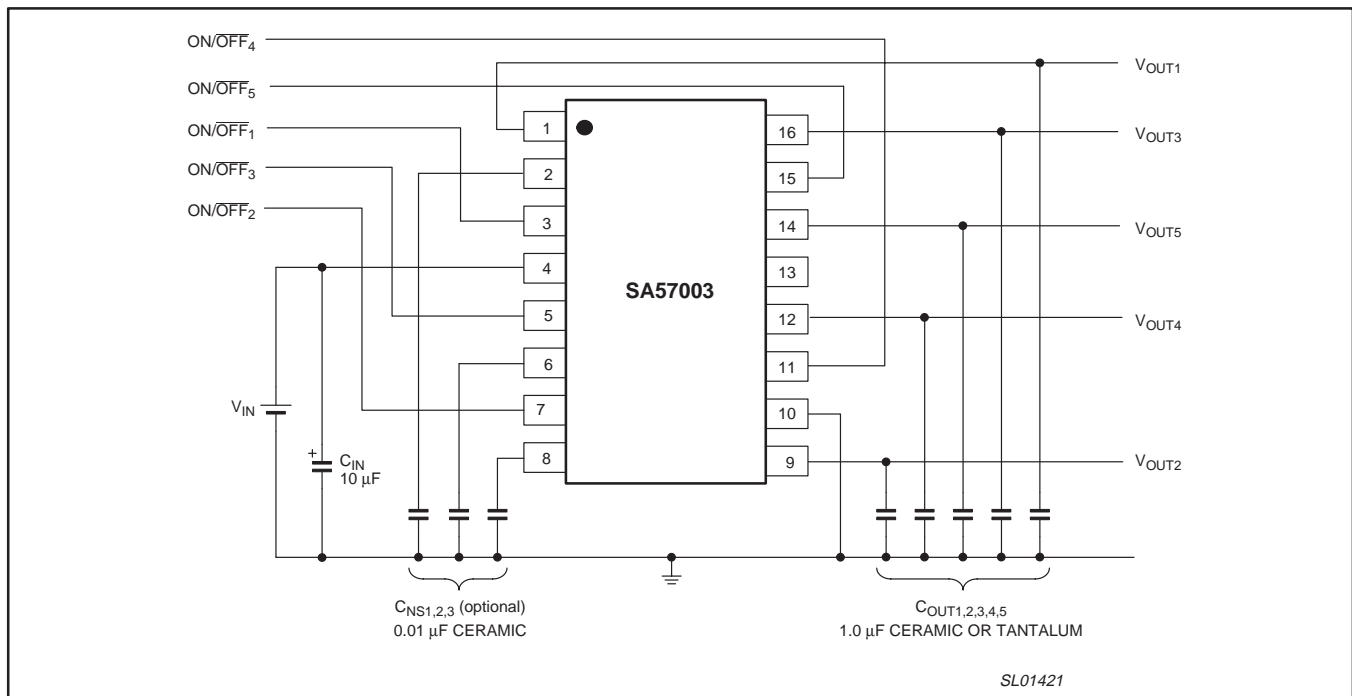 ON/OFF4
ON/OFF5
ON/OFF1
ON/OFF3
ON/OFF2
VIN
+
CIN
10 µF
SA57003
1
2
3
4
5
6
7
8
16
15
14
13
12
11
10
9
VOUT1
VOUT3
VOUT5
VOUT4
VOUT2
CNS1,2,3 (optional)
0.01 µF CERAMIC
COUT1,2,3,4,5
1.0 µF CERAMIC OR TANTALUM
SL01421